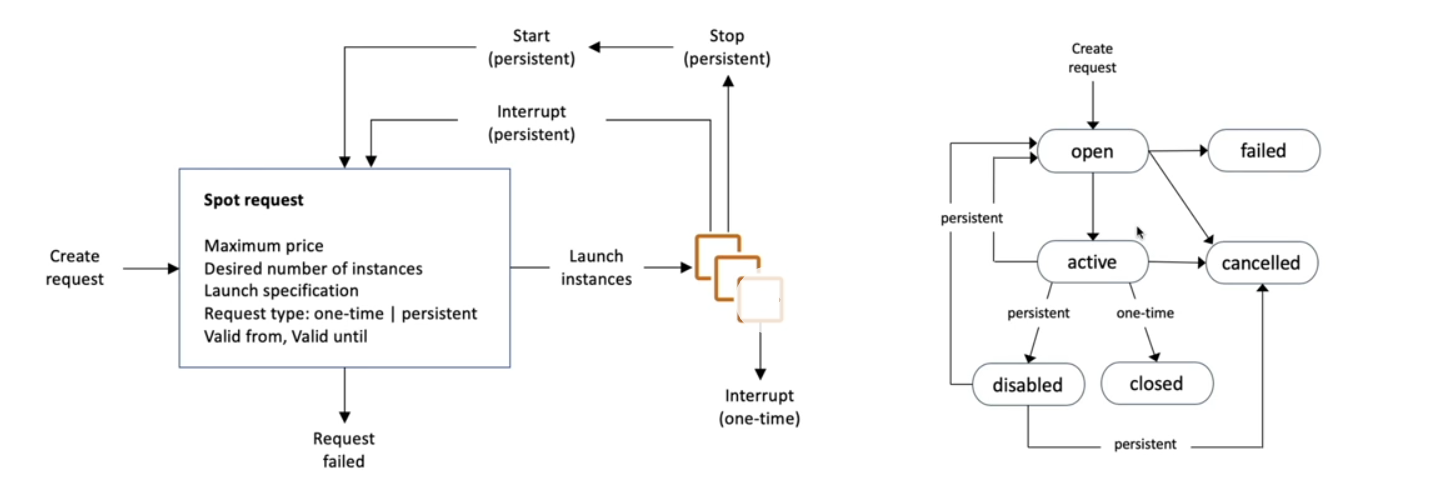 Start
(persistent)
Stop
(persistent)
Interrupt
(persistent)
Create
request
Spot request
Maximum price
Desired number of instances
Launch specification
Request type: one-time | persistent
Valid from, Valid until
Launch
instances
Interrupt
(one-time)
Request
failed
Create
request
open
failed
persistent
active
cancelled
persistent
one-time
disabled
closed
persistent